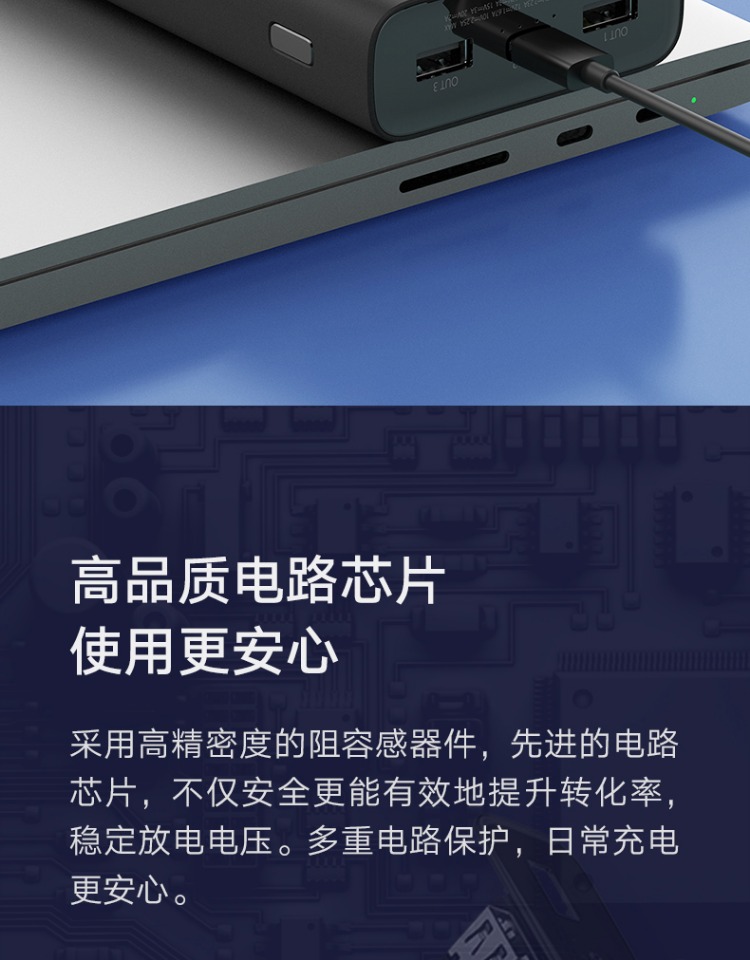 OUT 1
OUT 3
高品质电路芯片
使用更安心
采用高精密度的阻容感器件，先进的电路
芯片，不仅安全更能有效地提升转化率，
稳定放电电压。多重电路保护，日常充电
更安心。